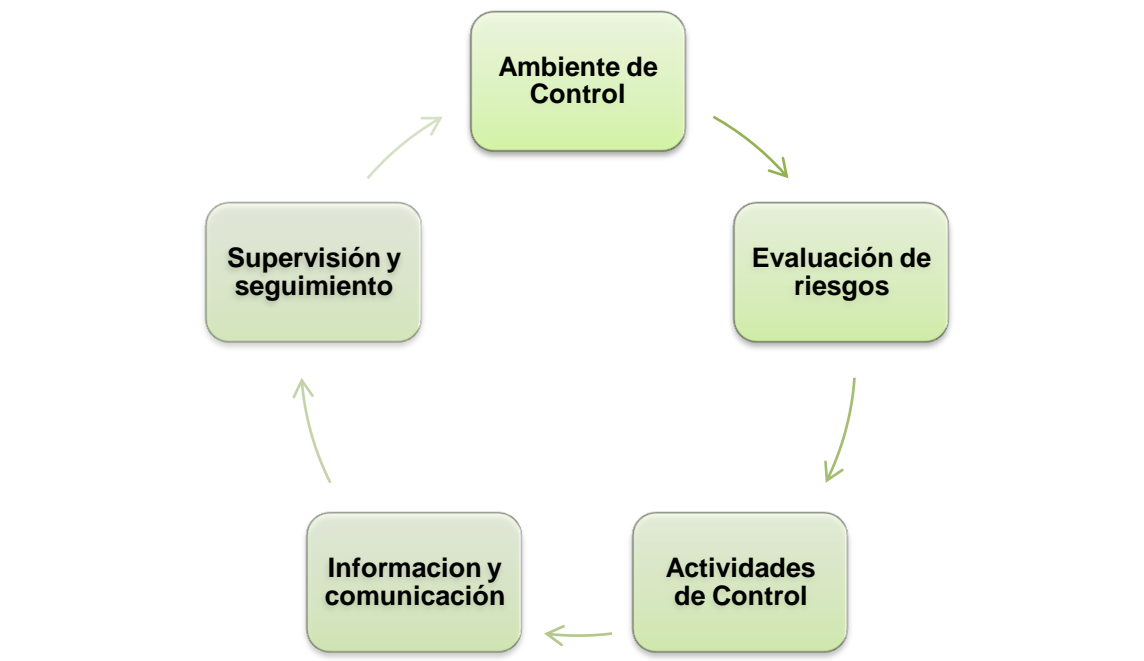 Ambiente de
Control
Evaluación de
riesgos
Actividades
de Control
Informacion y
comunicación
Supervisión y
seguimiento